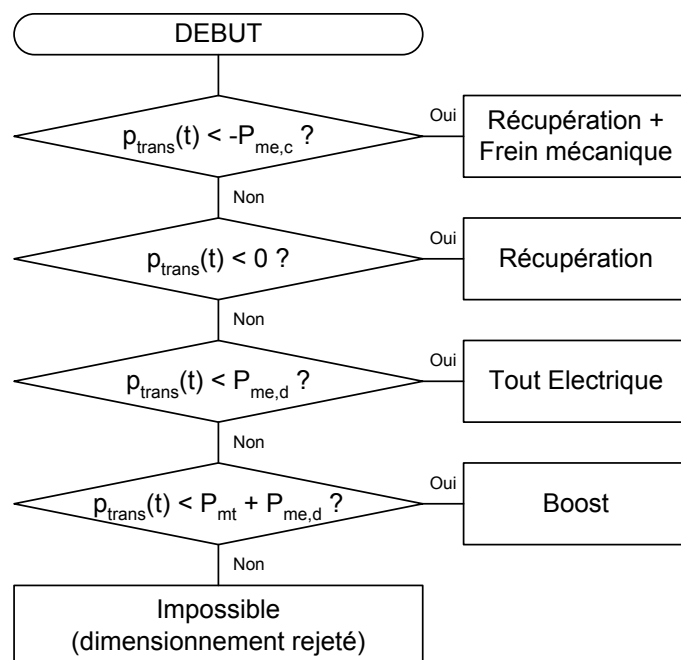 DEBUT
p_trans(t) < -P_me,c ?
Oui
Récupération +
Frein mécanique
Non
p_trans(t) < 0 ?
Oui
Récupération
Non
p_trans(t) < P_me,d ?
Oui
Tout Electrique
Non
p_trans(t) < P_mt + P_me,d ?
Oui
Boost
Non
Impossible
(dimensionnement rejeté)